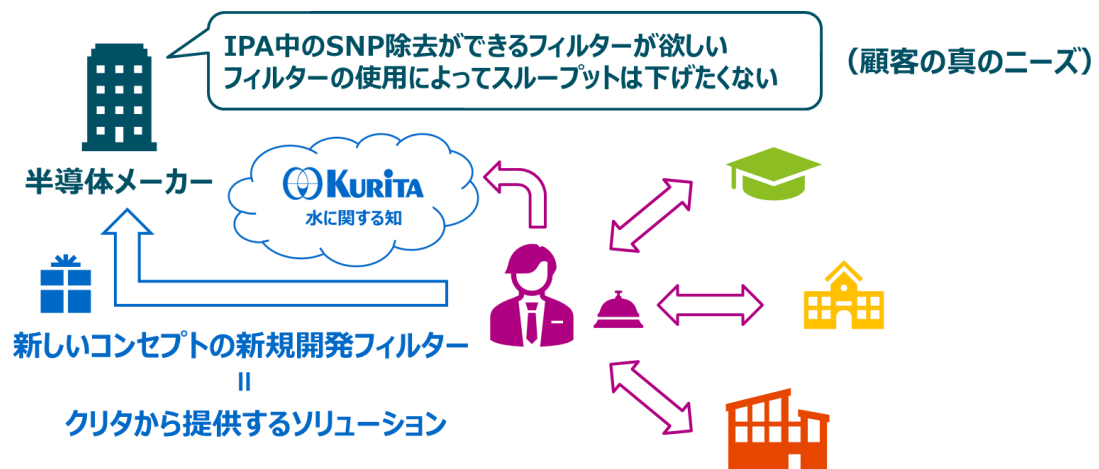 IPA中のSNP除去ができるフィルターが欲しい
フィルターの使用によってスループットは下げたくない
(顧客の真のニーズ)
半導体メーカー
KURITA
水に関する知
新しいコンセプトの新規開発フィルター
=
クリタから提供するソリューション